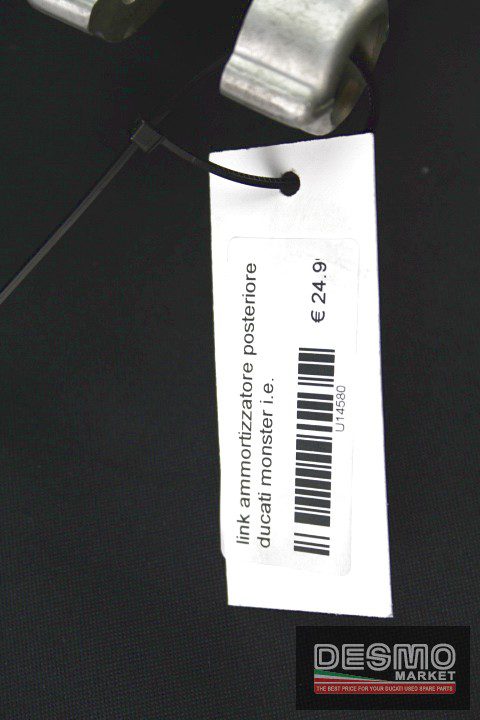 link ammortizzatore posteriore
ducati monster i.e.
€ 24.9
U14580
DESMO
MARKET
THE BEST PRICE FOR YOUR DUCATI USED SPARE PARTS